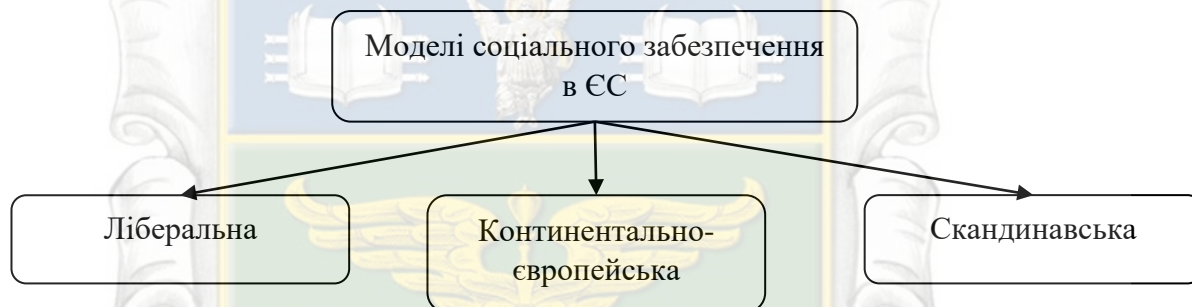 Моделі соціального забезпечення
в ЄС
Ліберальна
Континентально-
європейська
Скандинавська